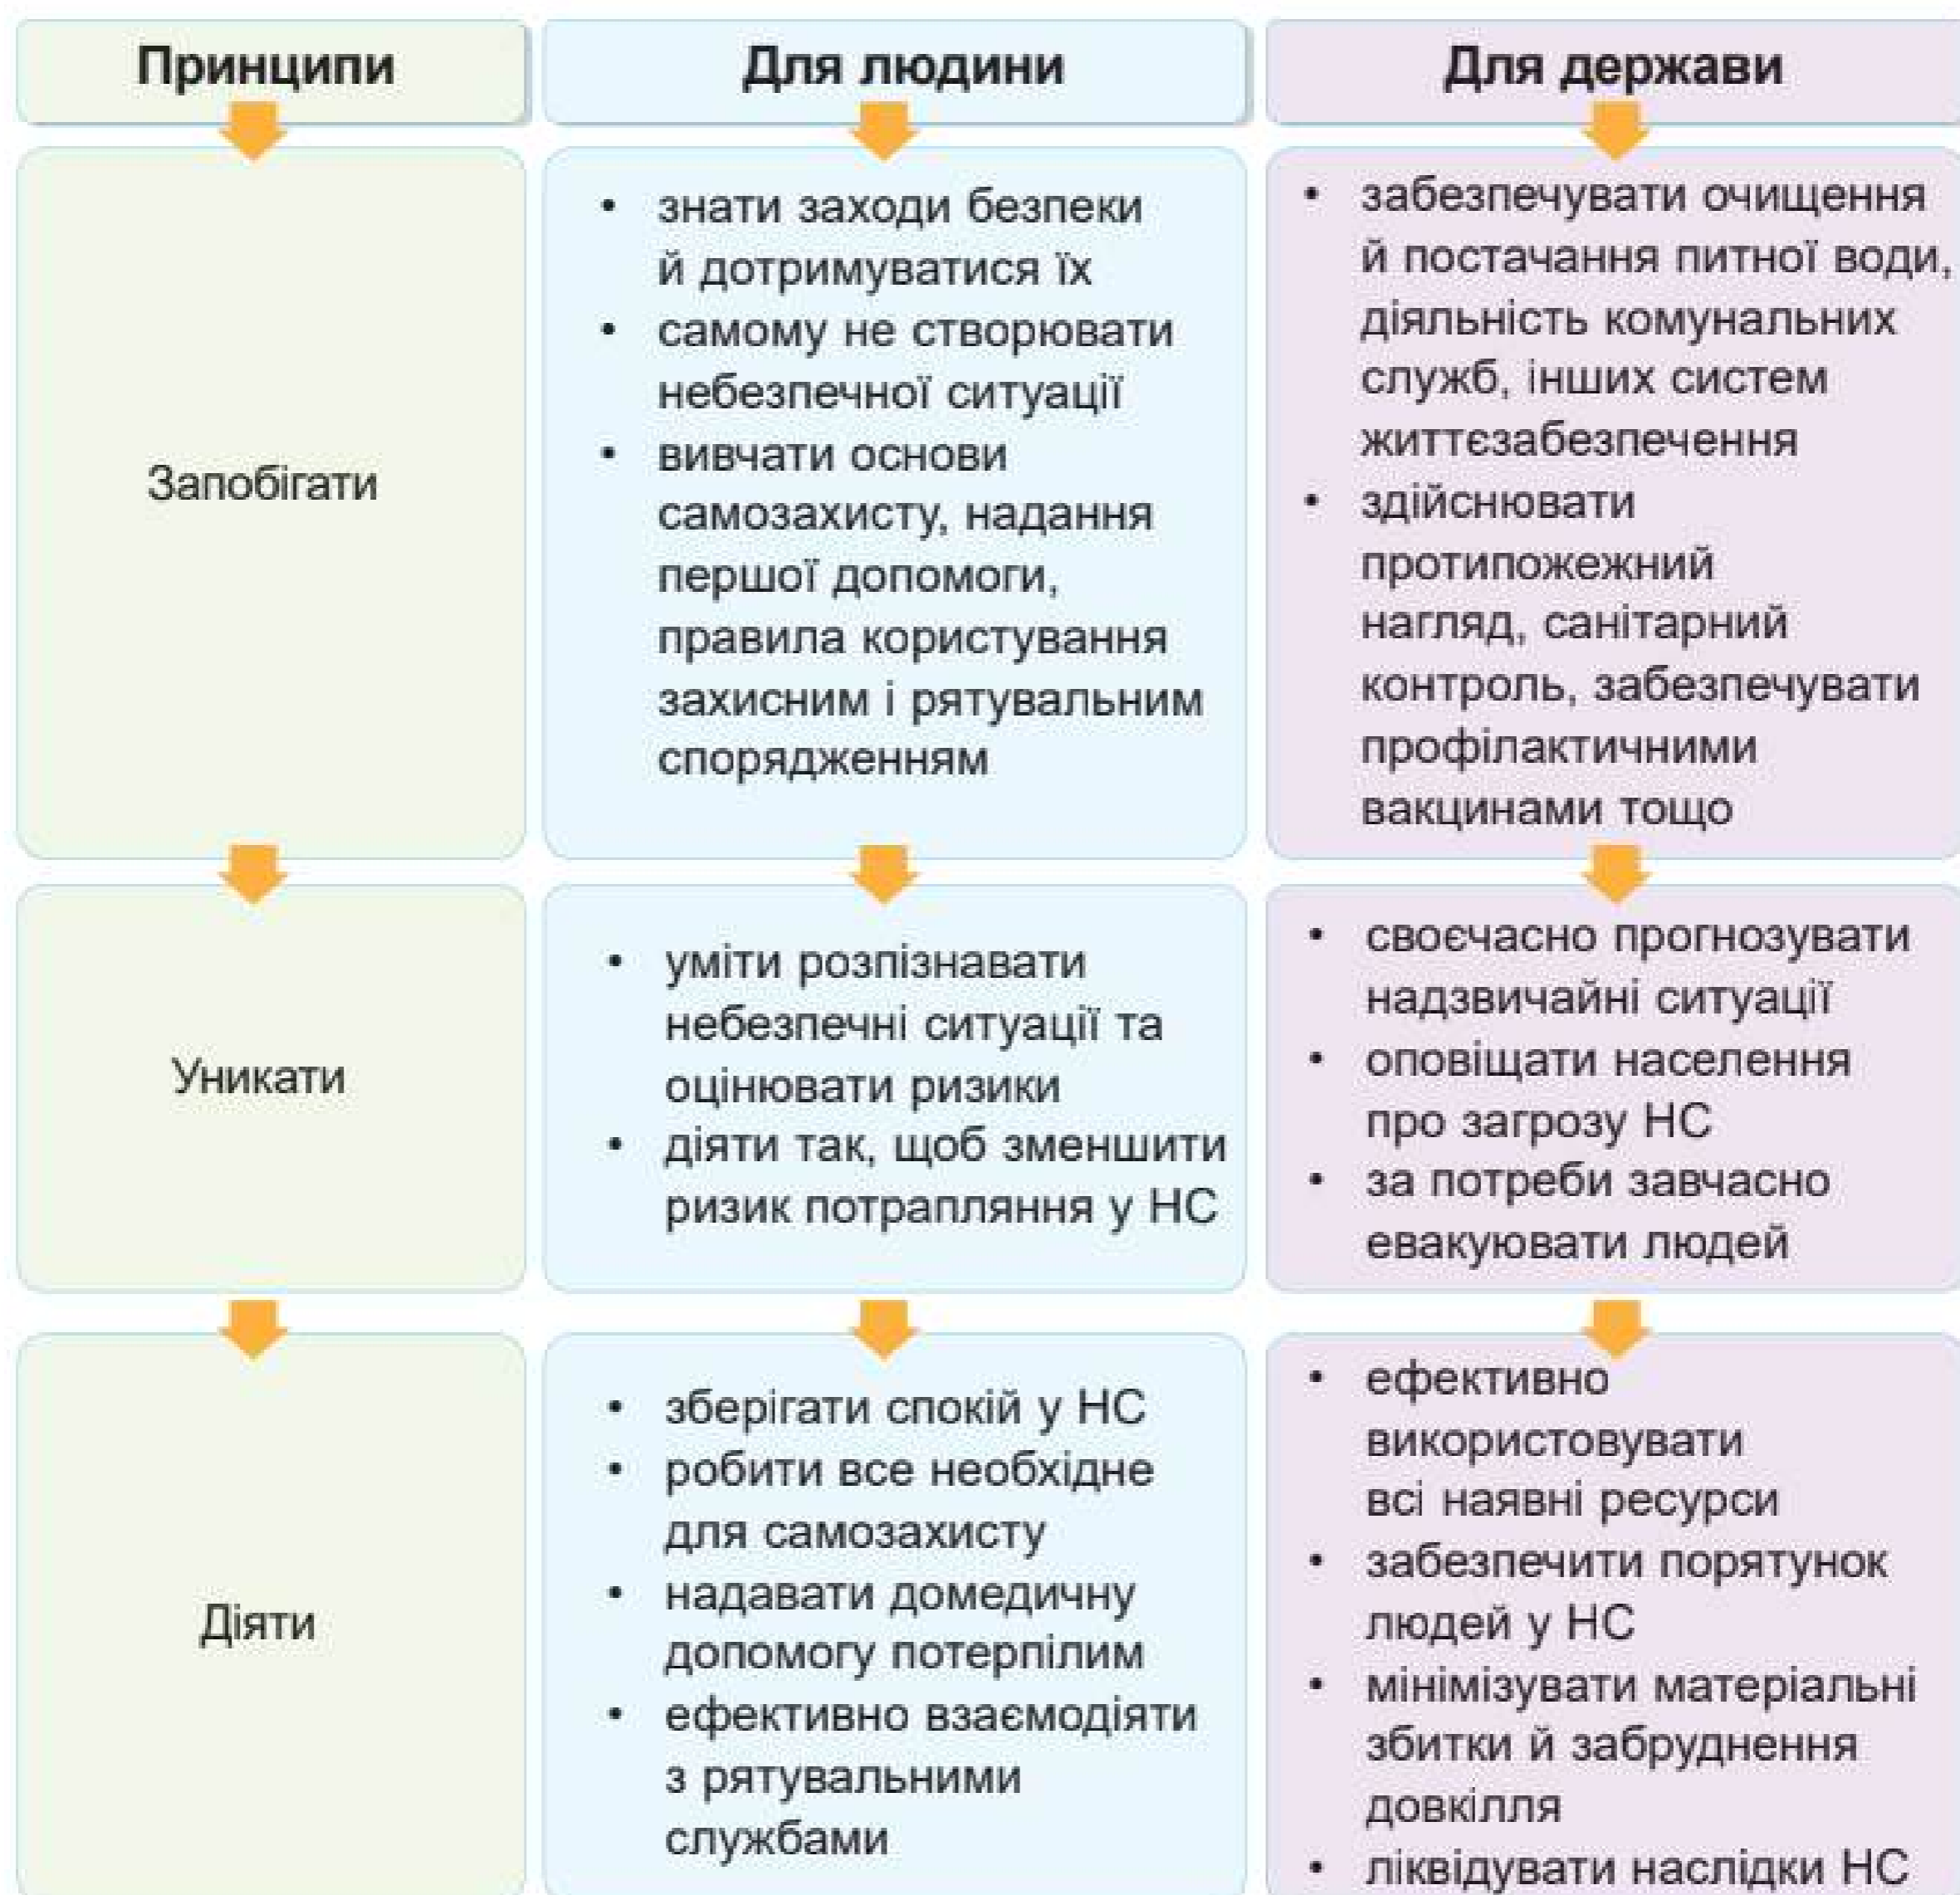 Принципи
Для людини
Для держави
Запобігати
• знати заходи безпеки
й дотримуватися їх
• самому не створювати
небезпечної ситуації
• вивчати основи
самозахисту, надання
першої допомоги,
правила користування
захисним і рятувальним
спорядженням
• забезпечувати очищення
й постачання питної води,
діяльність комунальних
служб, інших систем
життєзабезпечення
• здійснювати
протипожежний
нагляд, санітарний
контроль, забезпечувати
профілактичними
вакцинами тощо
Уникати
• уміти розпізнавати
небезпечні ситуації та
оцінювати ризики
• діяти так, щоб зменшити
ризик потрапляння у НС
• своєчасно прогнозувати
надзвичайні ситуації
• оповіщати населення
про загрозу НС
• за потреби завчасно
евакуювати людей
Діяти
• зберігати спокій у НС
• робити все необхідне
для самозахисту
• надавати домедичну
допомогу потерпілим
• ефективно взаємодіяти
з рятувальними
службами
• ефективно
використовувати
всі наявні ресурси
• забезпечити порятунок
людей у НС
• мінімізувати матеріальні
збитки й забруднення
довкілля
• ліквідувати наслідки НС